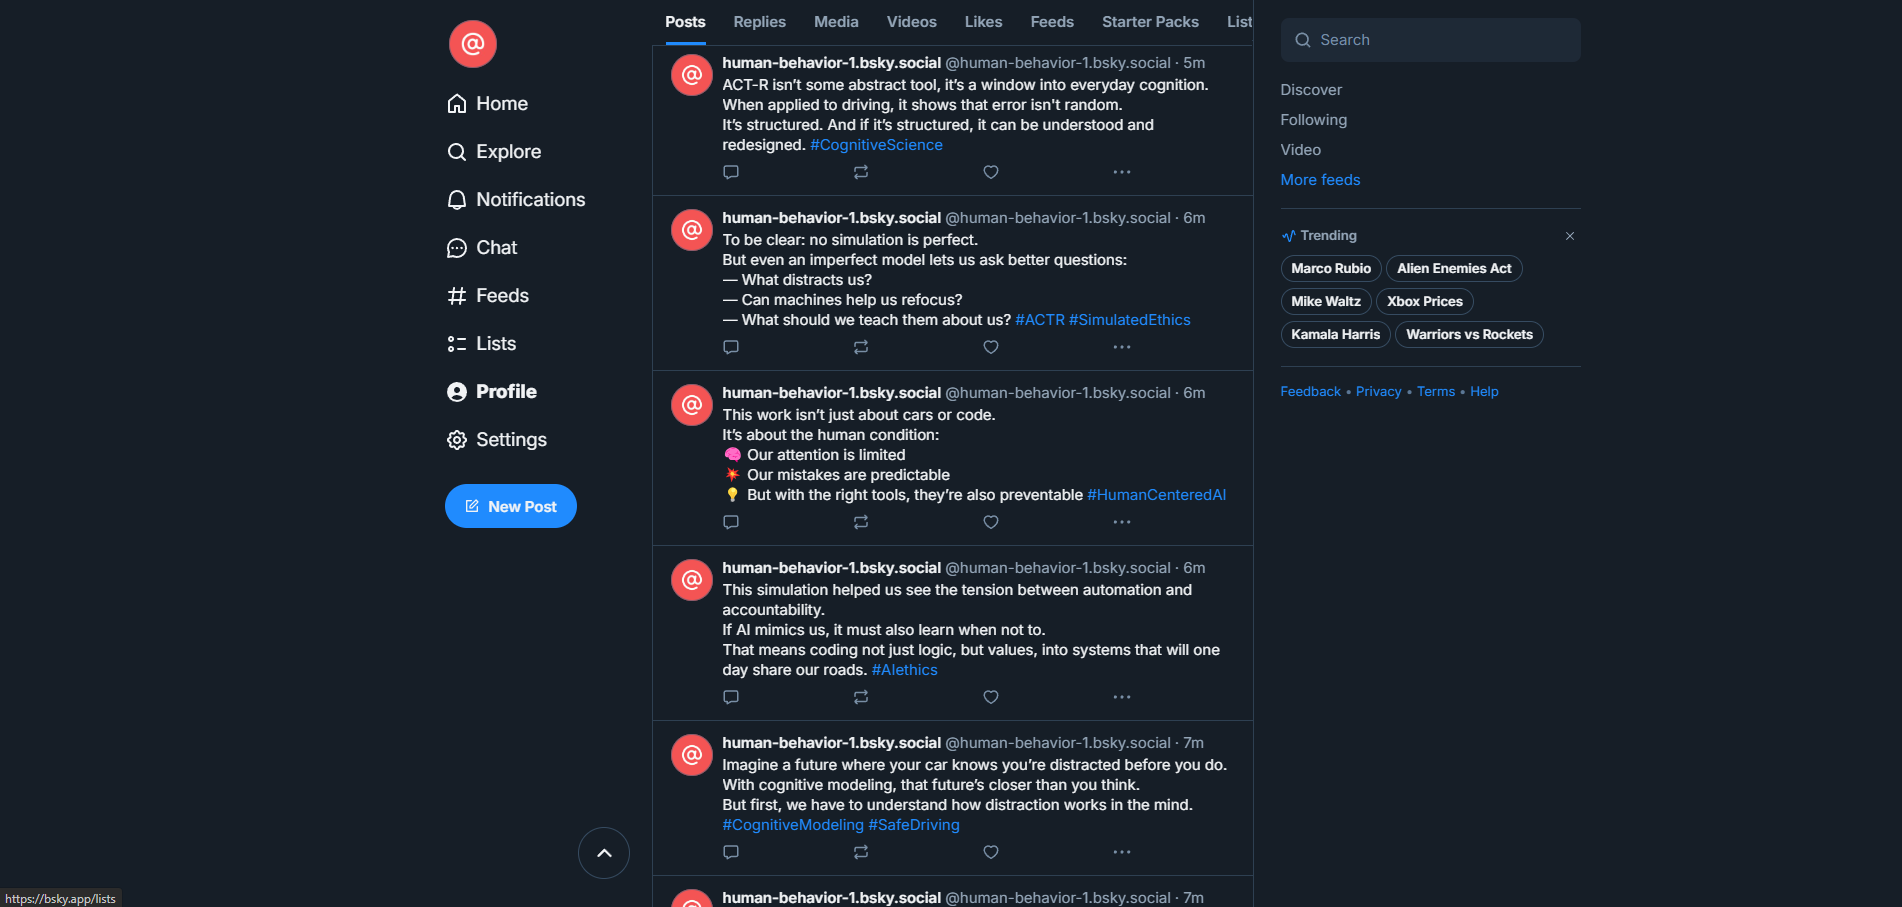 @
Home
Explore
Notifications
Chat
Feeds
Lists
Profile
Settings
New Post
Posts Replies Media Videos Likes Feeds Starter Packs List
@
human-behavior-1.bsky.social @human-behavior-1.bsky.social · 5m
ACT-R isn’t some abstract tool, it’s a window into everyday cognition.
When applied to driving, it shows that error isn't random.
It’s structured. And if it’s structured, it can be understood and
redesigned. #CognitiveScience
@
human-behavior-1.bsky.social @human-behavior-1.bsky.social · 6m
To be clear: no simulation is perfect.
But even an imperfect model lets us ask better questions:
— What distracts us?
— Can machines help us refocus?
— What should we teach them about us? #ACTR #SimulatedEthics
@
human-behavior-1.bsky.social @human-behavior-1.bsky.social · 6m
This work isn’t just about cars or code.
It’s about the human condition:
🧠 Our attention is limited
💥 Our mistakes are predictable
💡 But with the right tools, they’re also preventable #HumanCenteredAI
@
human-behavior-1.bsky.social @human-behavior-1.bsky.social · 6m
This simulation helped us see the tension between automation and
accountability.
If AI mimics us, it must also learn when not to.
That means coding not just logic, but values, into systems that will one
day share our roads. #AIethics
@
human-behavior-1.bsky.social @human-behavior-1.bsky.social · 7m
Imagine a future where your car knows you’re distracted before you do.
With cognitive modeling, that future’s closer than you think.
But first, we have to understand how distraction works in the mind.
#CognitiveModeling #SafeDriving
@
human-behavior-1.bsky.social @human-behavior-1.bsky.social · 7m
Search
Discover
Following
Video
More feeds
Trending
Marco Rubio Alien Enemies Act
Mike Waltz Xbox Prices
Kamala Harris Warriors vs Rockets
Feedback • Privacy • Terms • Help
https://bsky.app/lists